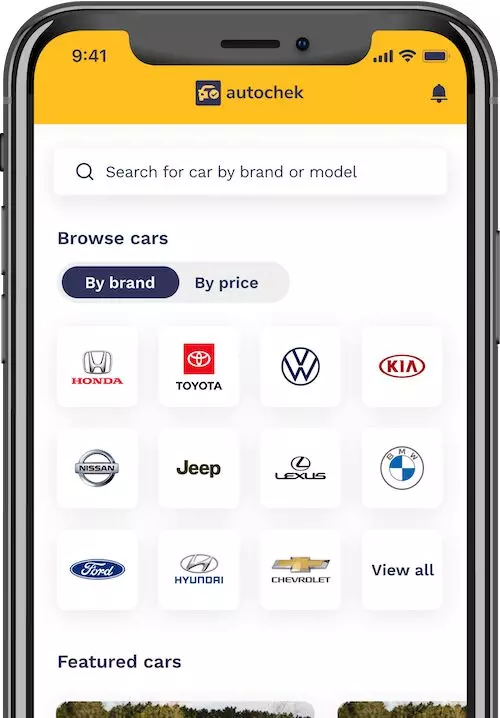 9:41
autochek
Search for car by brand or model
Browse cars
By brand
By price
HONDA
TOYOTA
KIA
NISSAN
Jeep
LEXUS
BMW
Ford
HYUNDAI
CHEVROLET
View all
Featured cars